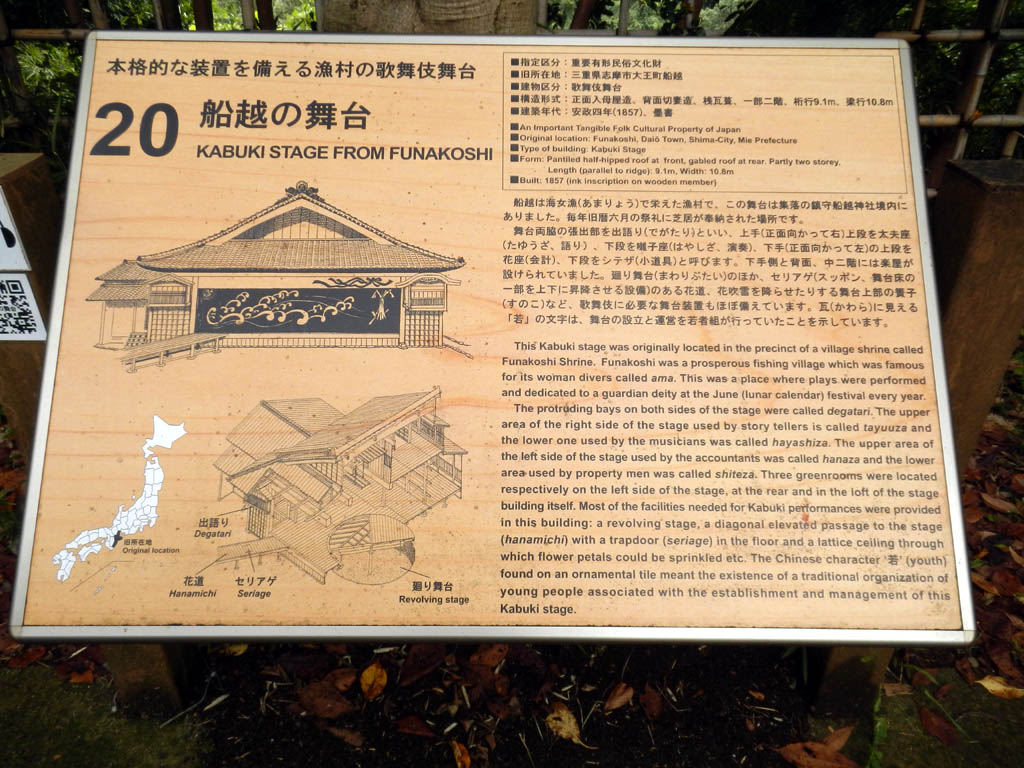 本格的な装置を備える漁村の歌舞伎舞台
20
船越の舞台
KABUKI STAGE FROM FUNAKOSHI
■指定区分：重要有形民俗文化財
■旧所在地：三重県志摩市大王町船越
■建物区分：歌舞伎舞台
■構造形式：正面入母屋造、背面切妻造、桟瓦葺、一部二階、桁行9.1m、梁行10.8m
■建築年代：安政四年(1857)、墨書
■An Important Tangible Folk Cultural Property of Japan
■Original location: Funakoshi, Daiō Town, Shima-City, Mie Prefecture
■Type of building: Kabuki Stage
■Form: Pantiled half-hipped roof at front, gabled roof at rear. Partly two storey,
Length (parallel to ridge): 9.1m, Width: 10.8m
■Built: 1857 (ink inscription on wooden member)
船越は海女漁(あまりょう)で栄えた漁村で、この舞台は集落の鎮守船越神社境内に
ありました。毎年旧暦六月の祭礼に芝居が奉納された場所です。
舞台両脇の張出部を出語り(でがたり)といい、上手(正面向かって右)上段を太夫座
(たゆうざ、語り)、下段を囃子座(はやしざ、演奏)、下手(正面向かって左)の上段を
花座(会計)、下段をシテザ(小道具)と呼びます。下手側と背面、中二階には楽屋が
設けられていました。廻り舞台(まわりぶたい)のほか、セリアゲ(スッポン、舞台床の
一部を上下に昇降させる設備)のある花道、花吹雪を降らせたりする舞台上部の簀子
(すのこ)など、歌舞伎に必要な舞台装置もほぼ備えています。瓦(かわら)に見える
「若」の文字は、舞台の設立と運営を若者組が行っていたことを示しています。
This Kabuki stage was originally located in the precinct of a village shrine called
Funakoshi Shrine. Funakoshi was a prosperous fishing village which was famous
for its woman divers called ama. This was a place where plays were performed
and dedicated to a guardian deity at the June (lunar calendar) festival every year.
The protruding bays on both sides of the stage were called degatari. The upper
area of the right side of the stage used by story tellers is called tayuuza and
the lower one used by the musicians was called hayashiza. The upper area of
the left side of the stage used by the accountants was called hanaza and the lower
area used by property men was called shiteza. Three greenrooms were located
respectively on the left side of the stage, at the rear and in the loft of the stage
building itself. Most of the facilities needed for Kabuki performances were provided
in this building: a revolving stage, a diagonal elevated passage to the stage
(hanamichi) with a trapdoor (seriage) in the floor and a lattice ceiling through
which flower petals could be sprinkled etc. The Chinese character '若' (youth)
found on an ornamental tile meant the existence of a traditional organization of
young people associated with the establishment and management of this
Kabuki stage.
旧所在地
Original location
出語り
Degatari
花道
Hanamichi
セリアゲ
Seriage
廻り舞台
Revolving stage